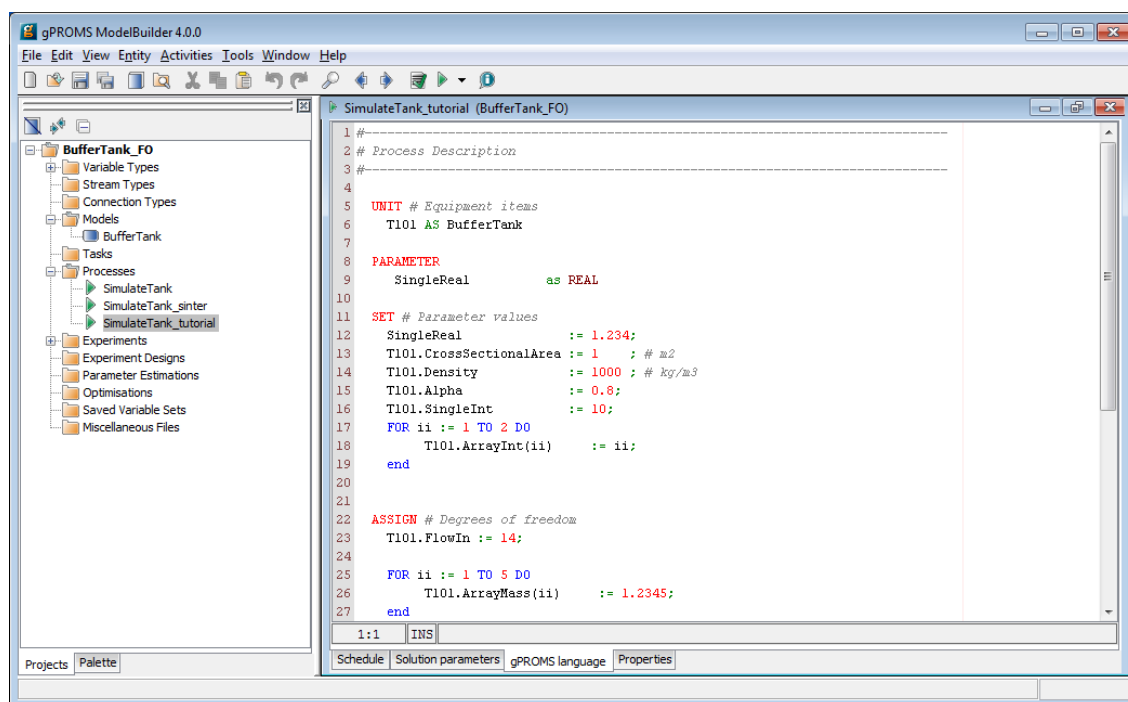 gPROMS ModelBuilder 4.0.0
File Edit View Entity Activities Tools Window Help
BufferTank_FO
Variable Types
Stream Types
Connection Types
Models
BufferTank
Tasks
Processes
SimulateTank
SimulateTank_sinter
SimulateTank_tutorial
Experiments
Experiment Designs
Parameter Estimations
Optimisations
Saved Variable Sets
Miscellaneous Files
Projects Palette
SimulateTank_tutorial (BufferTank_FO)
1 #--------------------------------------------------------------------------
2 # Process Description
3 #--------------------------------------------------------------------------
4
5 UNIT # Equipment items
6 T101 AS BufferTank
7
8 PARAMETER
9 SingleReal as REAL
10
11 SET # Parameter values
12 SingleReal := 1.234;
13 T101.CrossSectionalArea := 1 ; # m2
14 T101.Density := 1000 ; # kg/m3
15 T101.Alpha := 0.8;
16 T101.SingleInt := 10;
17 FOR ii := 1 TO 2 DO
18 T101.ArrayInt(ii) := ii;
19 end
20
21
22 ASSIGN # Degrees of freedom
23 T101.FlowIn := 14;
24
25 FOR ii := 1 TO 5 DO
26 T101.ArrayMass(ii) := 1.2345;
27 end
1:1 INS
Schedule Solution parameters gPROMS language Properties